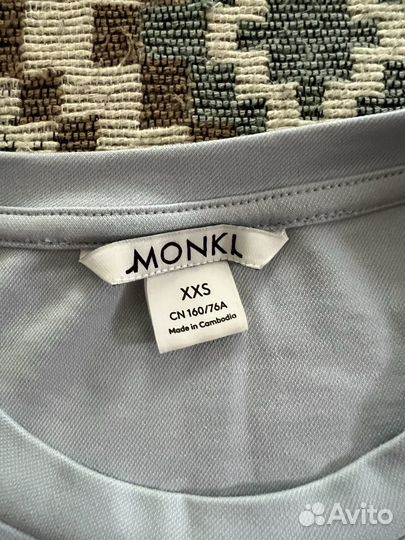 MONKI
XXS
CN 160/76A
Made in Cambodia
Avito